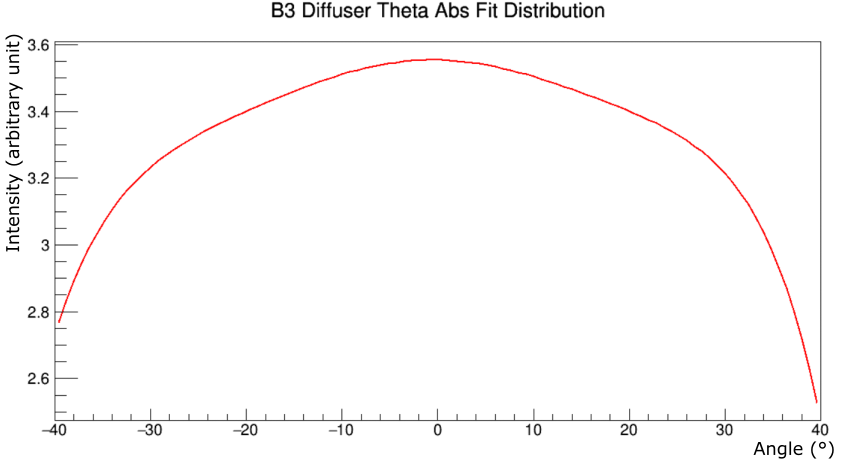 B3 Diffuser Theta Abs Fit Distribution
Intensity (arbitrary unit)
3.6
3.4
3.2
3
2.8
2.6
−40 −30 −20 −10 0 10 20 30 40
Angle (°)